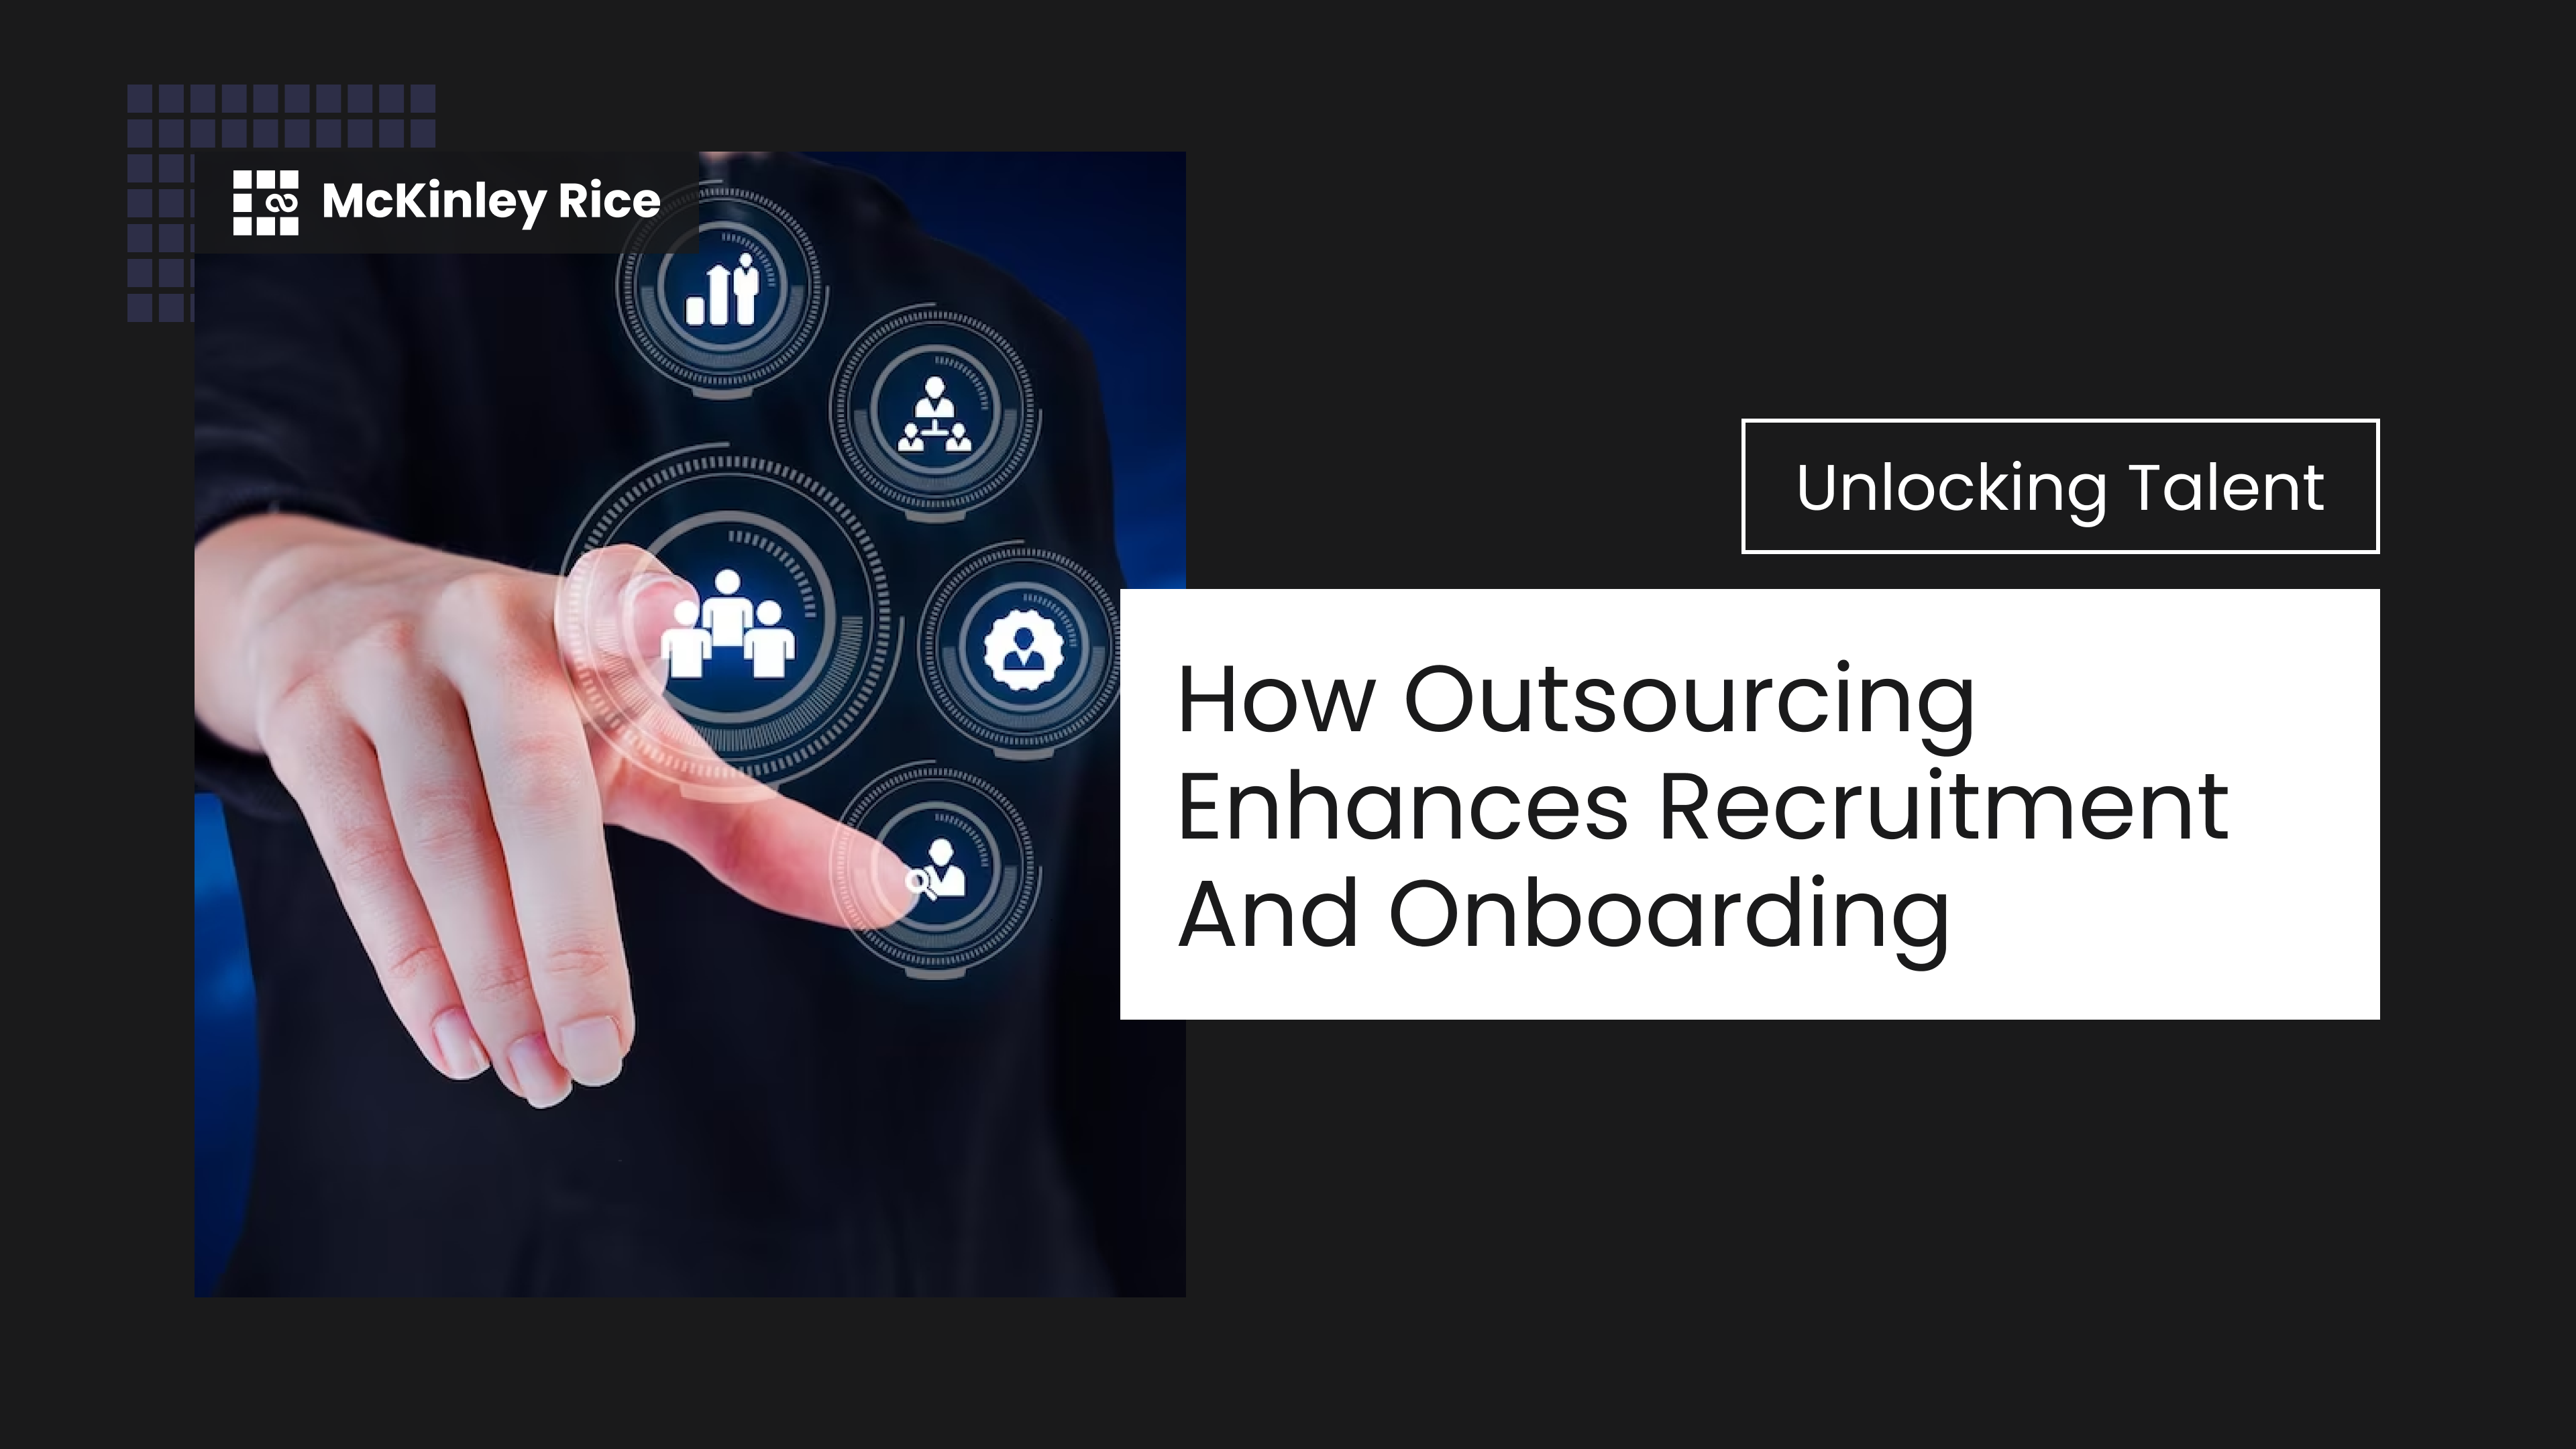 McKinley Rice
Unlocking Talent
How Outsourcing
Enhances Recruitment
And Onboarding